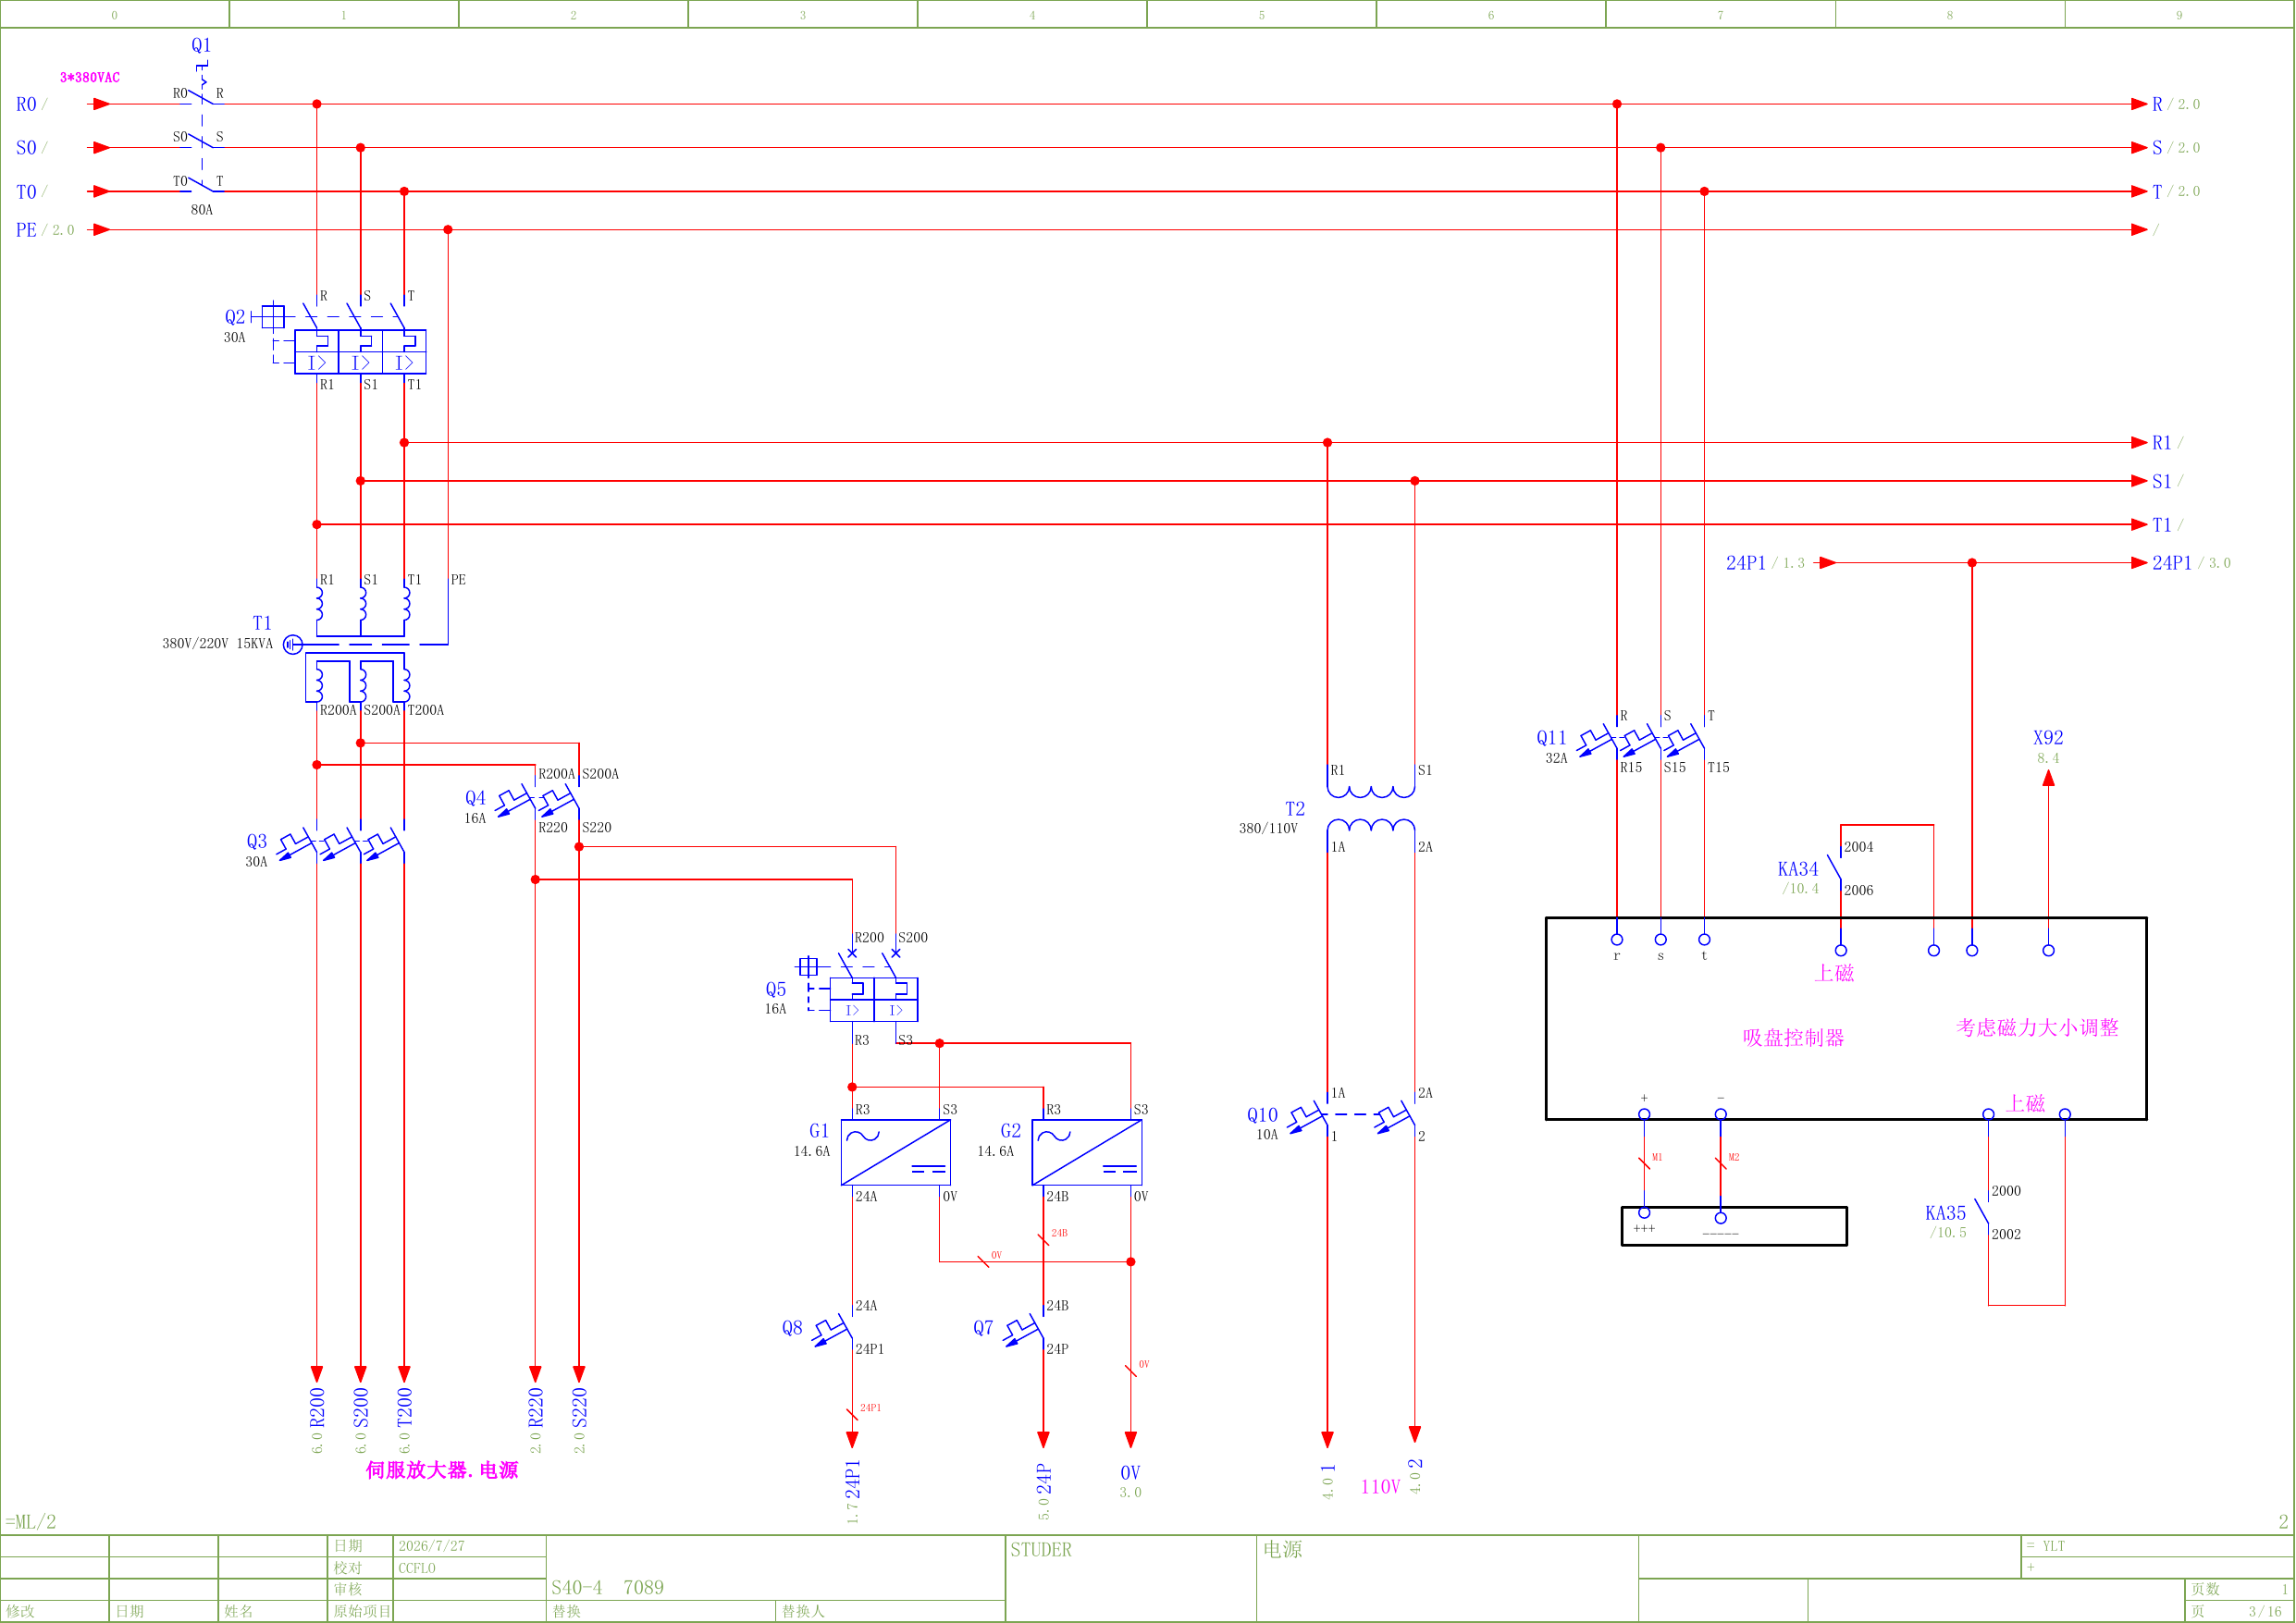 0 1 2 3 4 5 6 7 8 9
Q1
3*380VAC
R0 / R0 R R / 2.0
S0 / S0 S S / 2.0
T0 / T0 T T / 2.0
80A
PE / 2.0 /
R S T
Q2
30A
I> I> I>
R1 S1 T1
R1 /
S1 /
T1 /
24P1 / 1.3 24P1 / 3.0
R1 S1 T1 PE
T1
380V/220V 15KVA
R200A S200A T200A
R S T
Q11
32A
R15 S15 T15
X92
8.4
R200A S200A
Q4
16A
R220 S220
R1 S1
T2
380/110V
1A 2A
Q3
30A
2004
KA34
/10.4
2006
R200 S200
Q5
16A
I> I>
R3 S3
r s t
上磁
吸盘控制器
考虑磁力大小调整
上磁
+ -
R3 S3 R3 S3
G1
14.6A
G2
14.6A
24A 0V 24B 0V
1A 2A
Q10
10A
1 2
M1 M2
+++ -----
2000
KA35
/10.5
2002
24B
0V
24A 24B
Q8 Q7
24P1 24P
0V
24P1
6.0 R200
6.0 S200
6.0 T200
2.0 R220
2.0 S220
伺服放大器.电源
1.7 24P1
5.0 24P
0V
3.0
4.0 1
110V
4.0 2
=ML/2 2
日期 2026/7/27
校对 CCFLO
审核
修改 日期 姓名 原始项目
S40-4 7089
替换 替换人
STUDER
电源
= YLT
+
页数 1
页 3/16